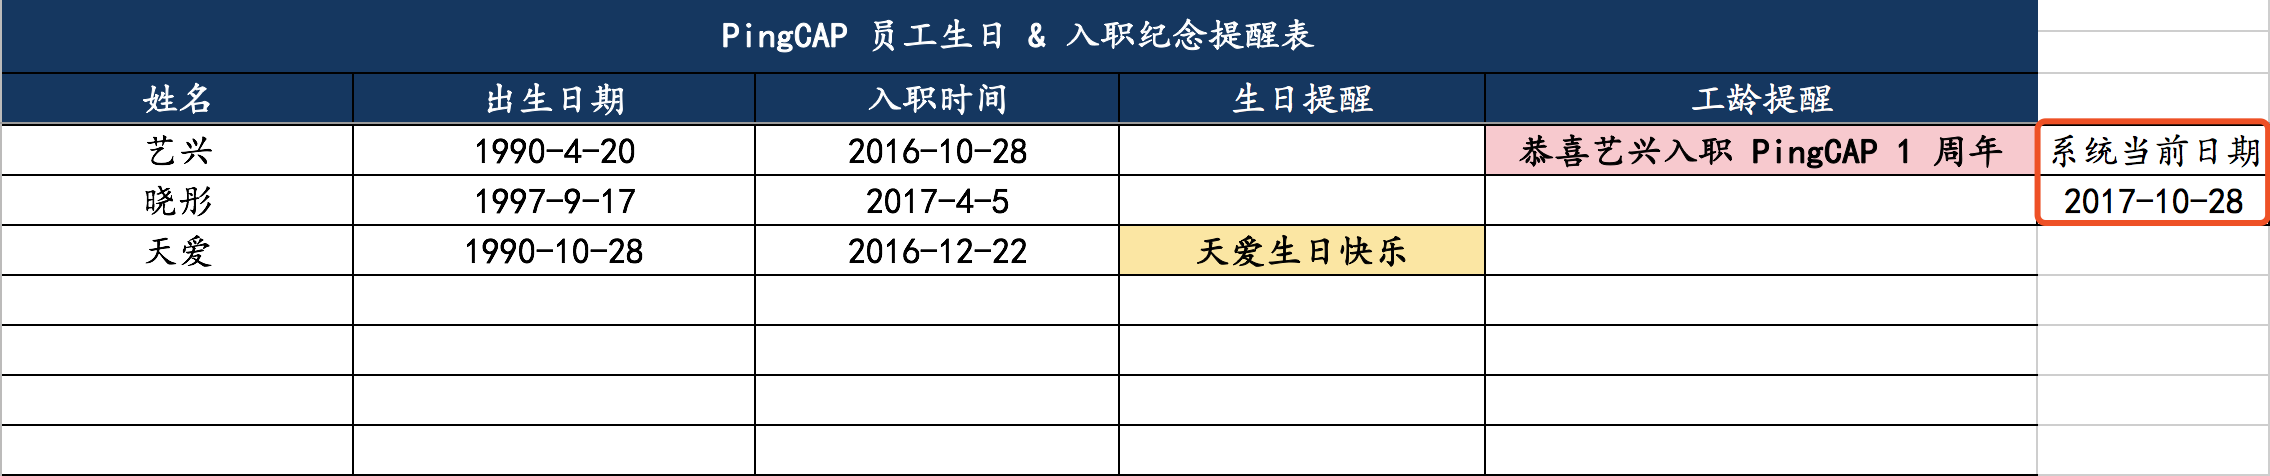 PingCAP 员工生日 & 入职纪念提醒表
姓名 出生日期 入职时间 生日提醒 工龄提醒
艺兴 1990-4-20 2016-10-28 恭喜艺兴入职 PingCAP 1 周年 系统当前日期
晓彤 1997-9-17 2017-4-5 2017-10-28
天爱 1990-10-28 2016-12-22 天爱生日快乐